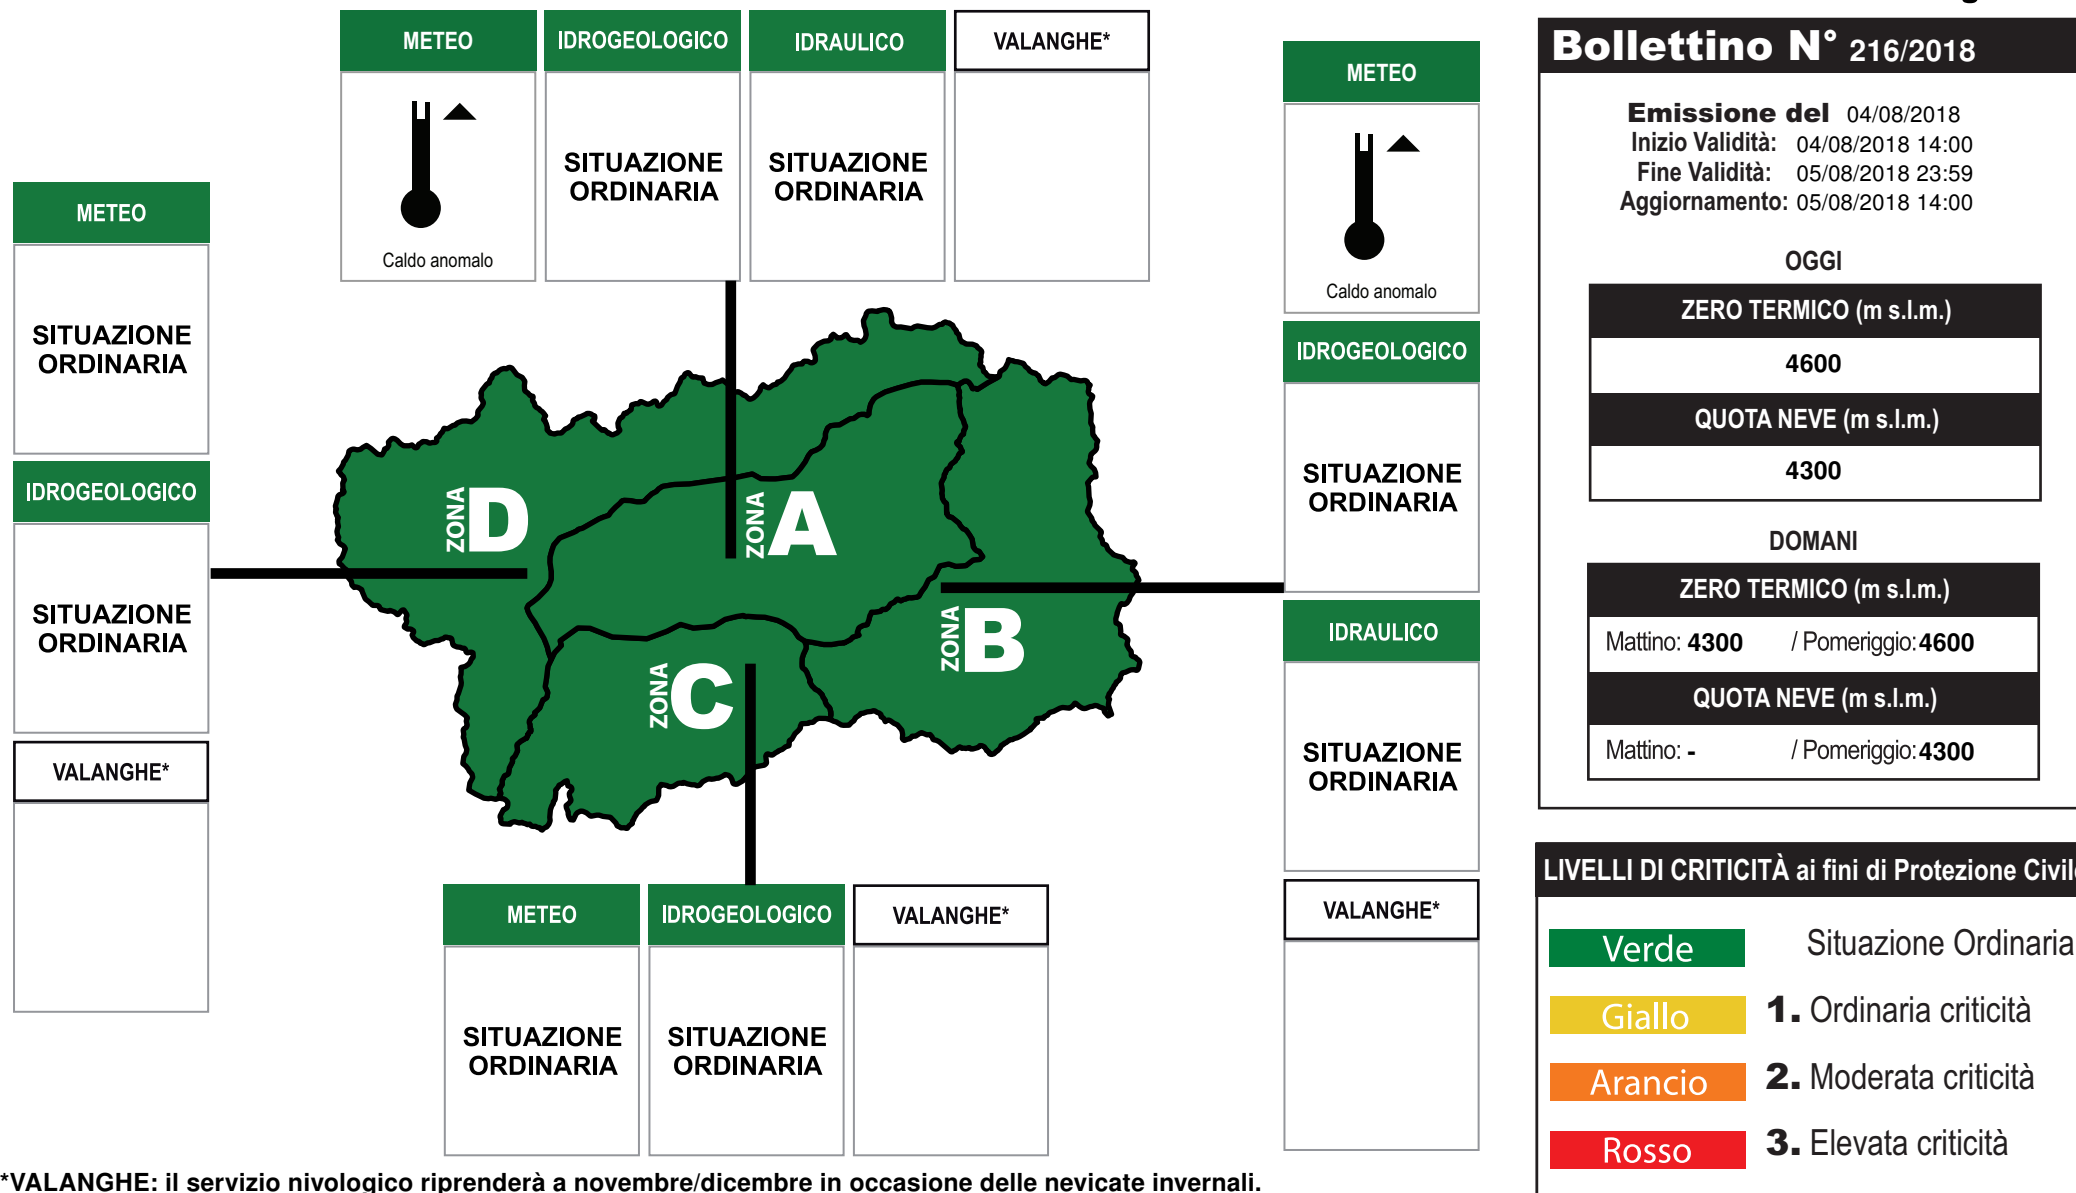 METEO
IDROGEOLOGICO
IDRAULICO
VALANGHE*
Caldo anomalo
SITUAZIONE
ORDINARIA
SITUAZIONE
ORDINARIA
METEO
SITUAZIONE
ORDINARIA
IDROGEOLOGICO
SITUAZIONE
ORDINARIA
VALANGHE*
ZONA D
ZONA A
ZONA B
ZONA C
METEO
Caldo anomalo
IDROGEOLOGICO
SITUAZIONE
ORDINARIA
IDRAULICO
SITUAZIONE
ORDINARIA
VALANGHE*
METEO
IDROGEOLOGICO
VALANGHE*
SITUAZIONE
ORDINARIA
SITUAZIONE
ORDINARIA
*VALANGHE: il servizio nivologico riprenderà a novembre/dicembre in occasione delle nevicate invernali.
Bollettino N° 216/2018
Emissione del 04/08/2018
Inizio Validità: 04/08/2018 14:00
Fine Validità: 05/08/2018 23:59
Aggiornamento: 05/08/2018 14:00
OGGI
ZERO TERMICO (m s.l.m.)
4600
QUOTA NEVE (m s.l.m.)
4300
DOMANI
ZERO TERMICO (m s.l.m.)
Mattino: 4300 / Pomeriggio: 4600
QUOTA NEVE (m s.l.m.)
Mattino: - / Pomeriggio: 4300
LIVELLI DI CRITICITÀ ai fini di Protezione Civile
Verde Situazione Ordinaria
Giallo 1. Ordinaria criticità
Arancio 2. Moderata criticità
Rosso 3. Elevata criticità